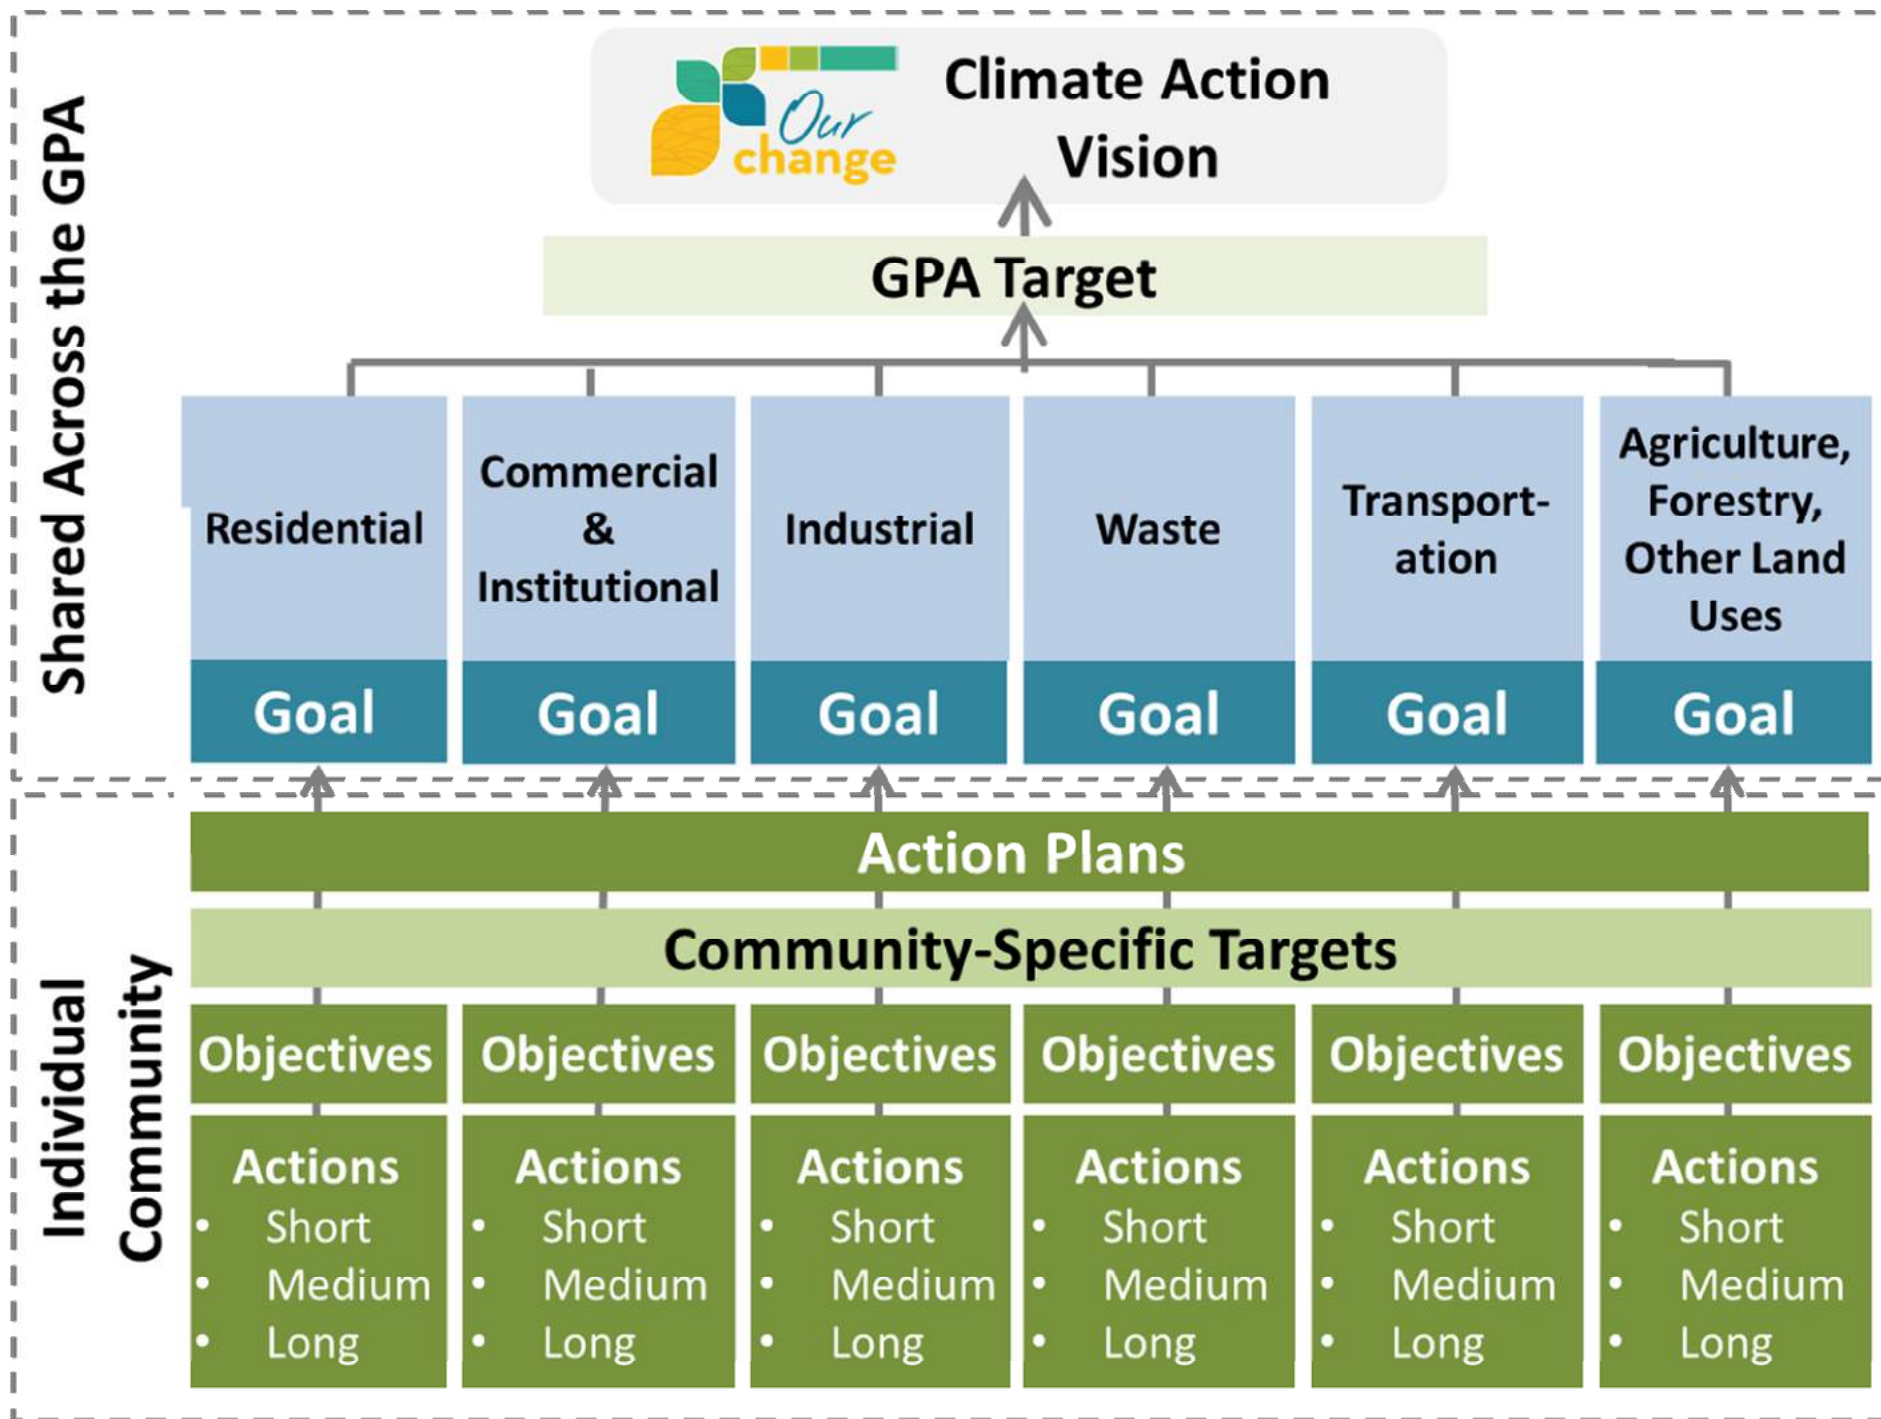 Shared Across the GPA
Our
change
Climate Action
Vision
GPA Target
Residential
Commercial
&
Institutional
Industrial
Waste
Transport-
ation
Agriculture,
Forestry,
Other Land
Uses
Goal
Goal
Goal
Goal
Goal
Goal
Individual
Community
Action Plans
Community-Specific Targets
Objectives
Objectives
Objectives
Objectives
Objectives
Objectives
Actions
• Short
• Medium
• Long
Actions
• Short
• Medium
• Long
Actions
• Short
• Medium
• Long
Actions
• Short
• Medium
• Long
Actions
• Short
• Medium
• Long
Actions
• Short
• Medium
• Long